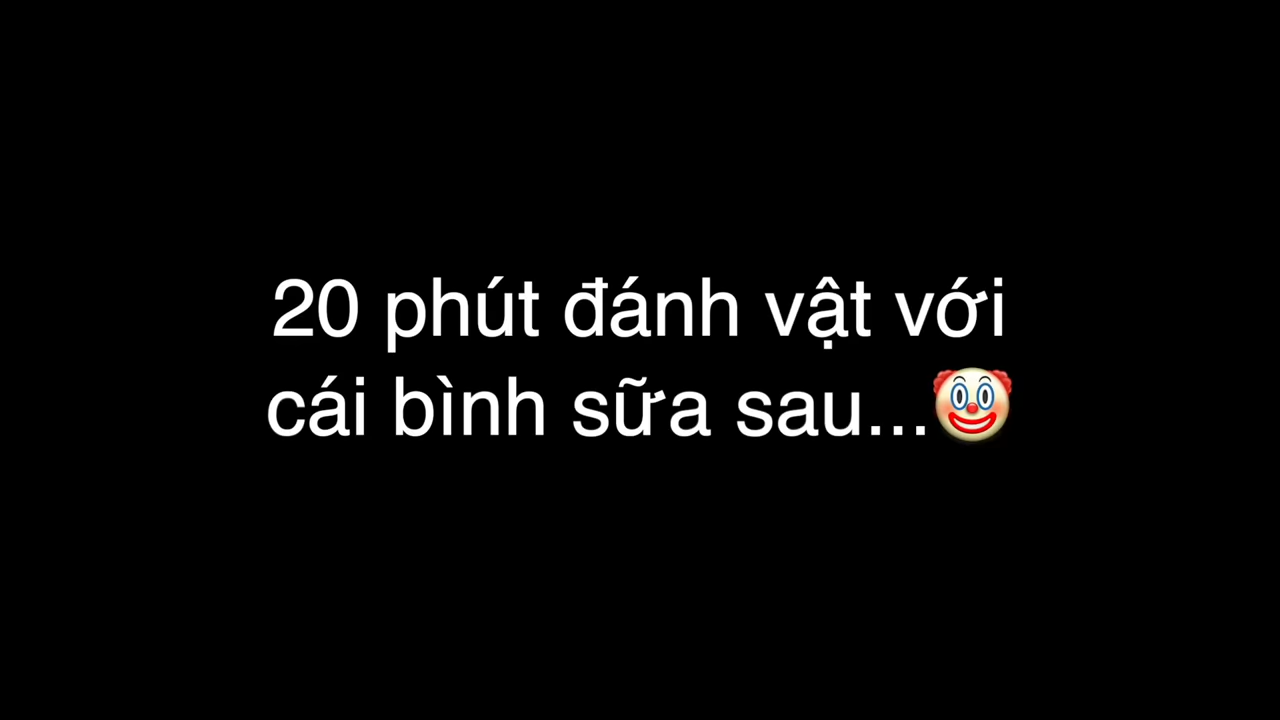 20 phút đánh vật với
cái bình sữa sau...🤡